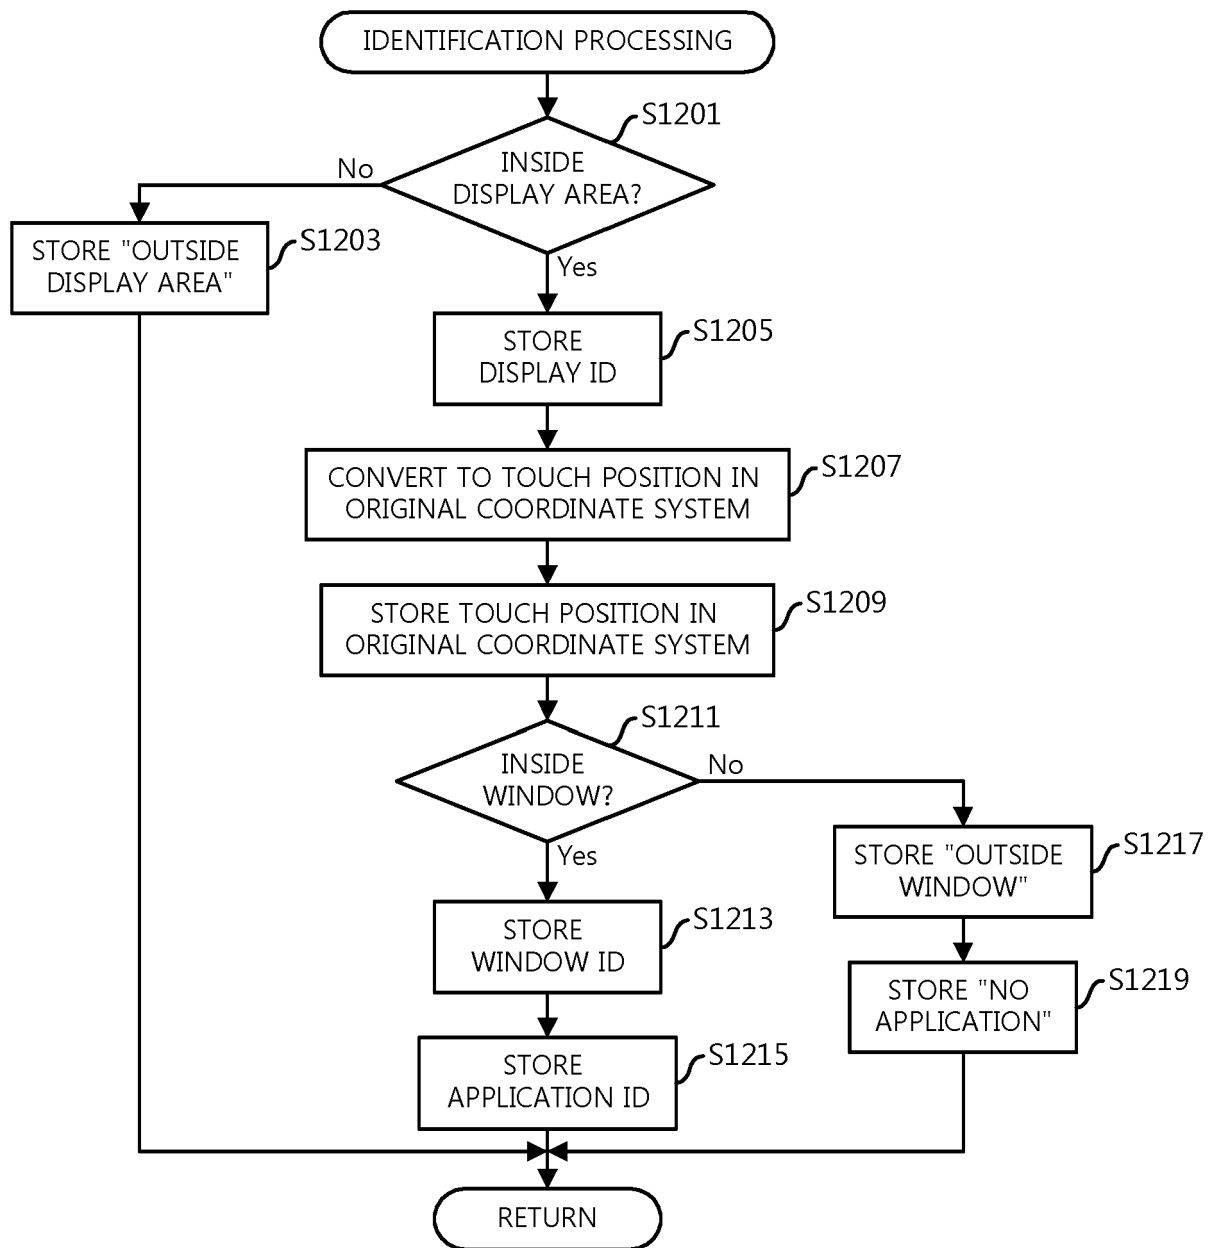 IDENTIFICATION PROCESSING
S1201
INSIDE
DISPLAY AREA?
No
Yes
STORE "OUTSIDE
DISPLAY AREA"
S1203
STORE
DISPLAY ID
S1205
CONVERT TO TOUCH POSITION IN
ORIGINAL COORDINATE SYSTEM
S1207
STORE TOUCH POSITION IN
ORIGINAL COORDINATE SYSTEM
S1209
S1211
INSIDE
WINDOW?
No
Yes
STORE "OUTSIDE
WINDOW"
S1217
STORE
WINDOW ID
S1213
STORE "NO
APPLICATION"
S1219
STORE
APPLICATION ID
S1215
RETURN